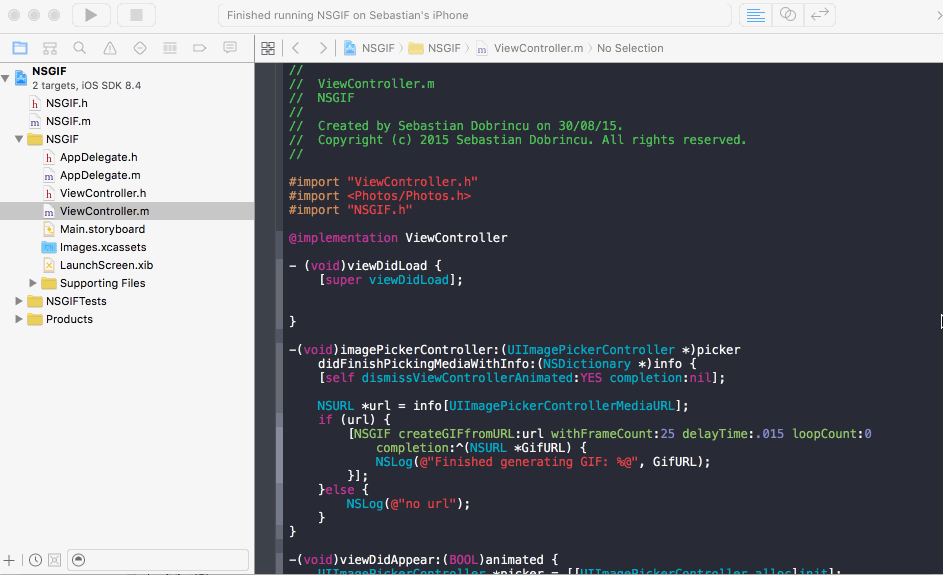 Finished running NSGIF on Sebastian's iPhone
NSGIF
NSGIF
ViewController.m
No Selection
NSGIF
2 targets, iOS SDK 8.4
NSGIF.h
NSGIF.m
NSGIF
AppDelegate.h
AppDelegate.m
ViewController.h
ViewController.m
Main.storyboard
Images.xcassets
LaunchScreen.xib
Supporting Files
NSGIFTests
Products
//
//  ViewController.m
//  NSGIF
//
//  Created by Sebastian Dobrincu on 30/08/15.
//  Copyright (c) 2015 Sebastian Dobrincu. All rights reserved.
//
#import "ViewController.h"
#import <Photos/Photos.h>
#import "NSGIF.h"
@implementation ViewController
- (void)viewDidLoad {
[super viewDidLoad];
}
-(void)imagePickerController:(UIImagePickerController *)picker
didFinishPickingMediaWithInfo:(NSDictionary *)info {
[self dismissViewControllerAnimated:YES completion:nil];
NSURL *url = info[UIImagePickerControllerMediaURL];
if (url) {
[NSGIF createGIFfromURL:url withFrameCount:25 delayTime:.015 loopCount:0
completion:^(NSURL *GifURL) {
NSLog(@"Finished generating GIF: %@", GifURL);
}];
}else {
NSLog(@"no url");
}
}
-(void)viewDidAppear:(BOOL)animated {
UIImagePickerController *picker = [[UIImagePickerController alloc]init];